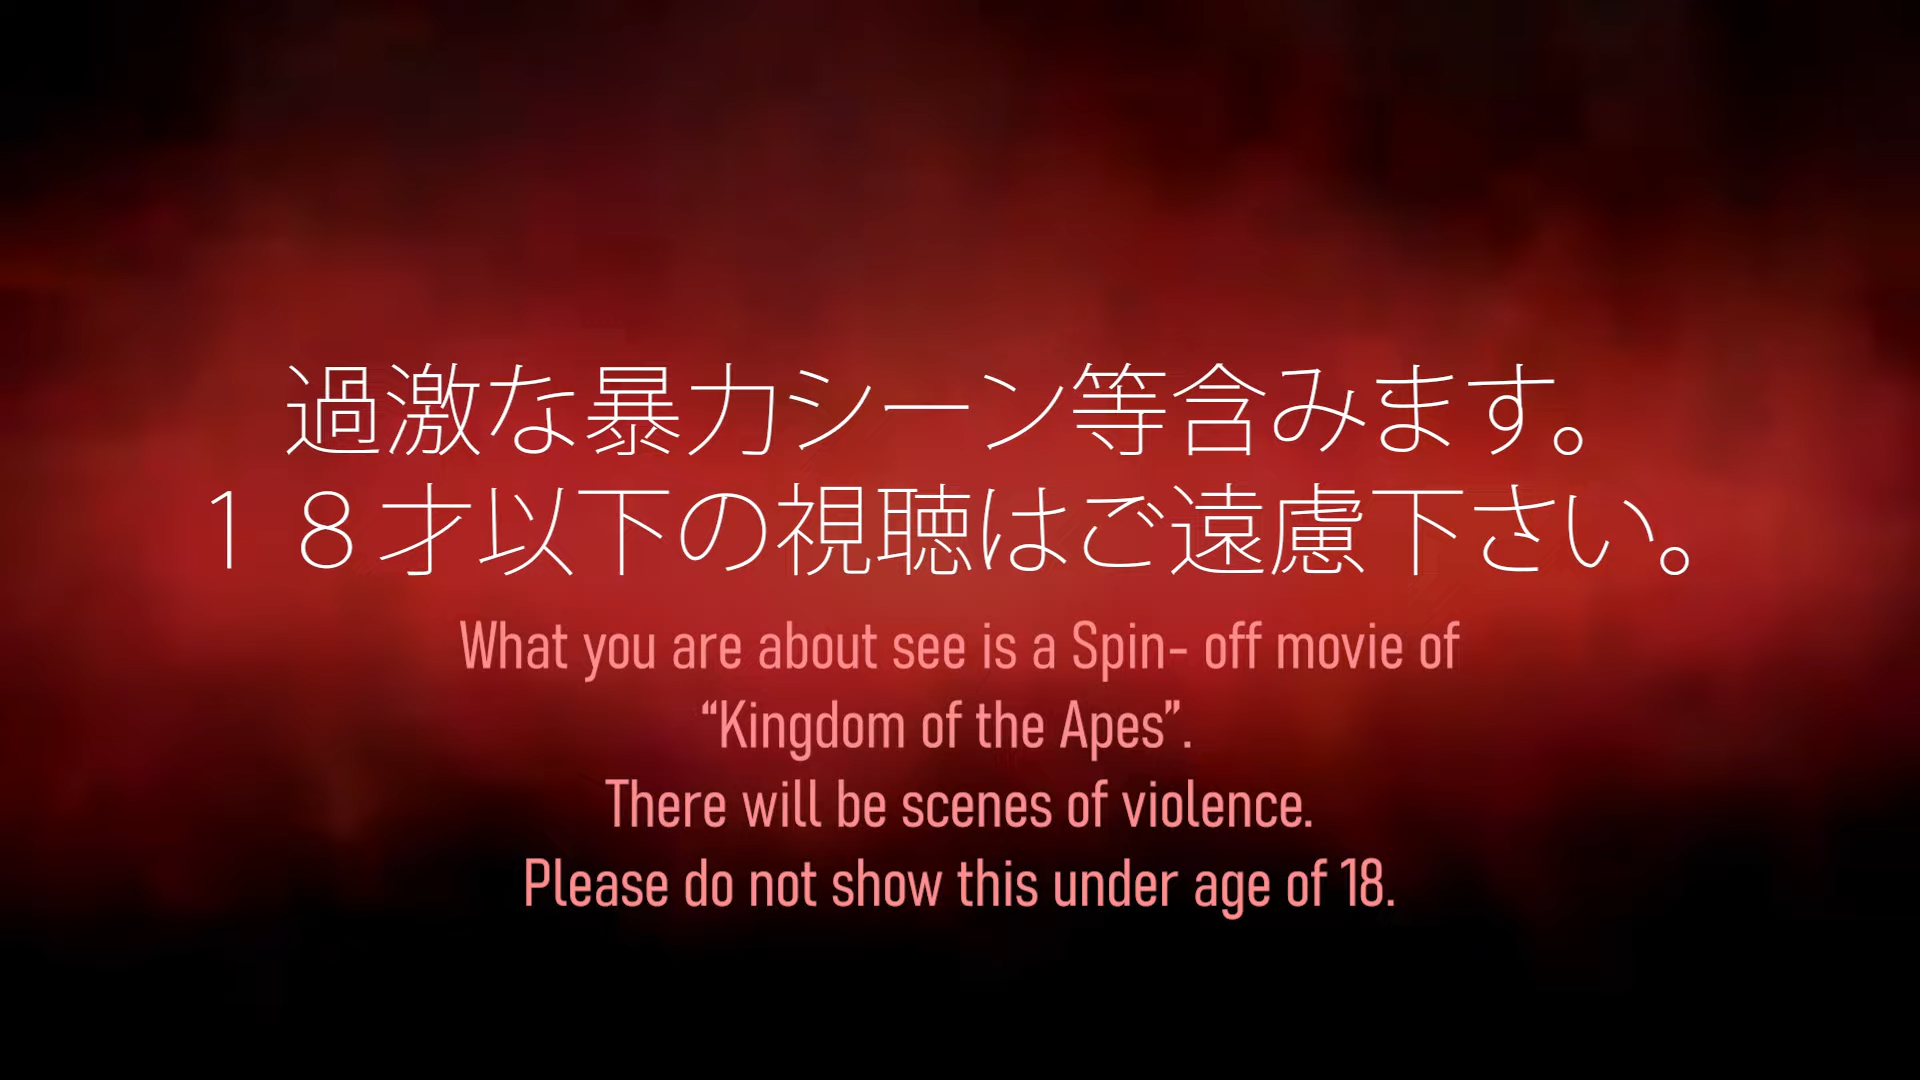 過激な暴力シーン等含みます。
１８才以下の視聴はご遠慮下さい。
What you are about see is a Spin- off movie of
“Kingdom of the Apes”.
There will be scenes of violence.
Please do not show this under age of 18.